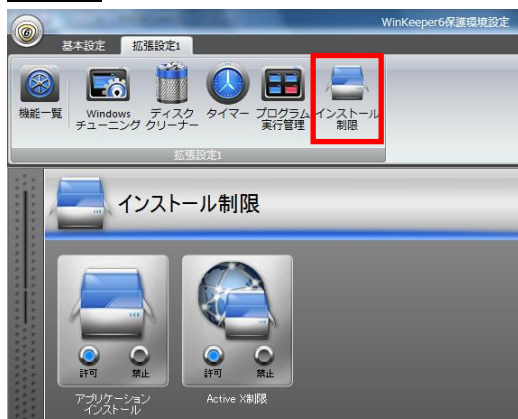 WinKeeper6保護環境設定
基本設定 拡張設定1
機能一覧 Windows ディスク タイマー プログラム インストール
チューニング クリーナー 実行管理 制限
拡張設定1
インストール制限
許可 禁止 許可 禁止
アプリケーション Active X制限
インストール